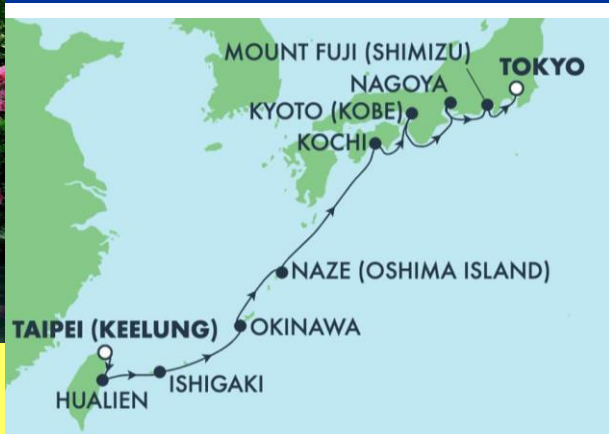 MOUNT FUJI (SHIMIZU)
TOKYO
NAGOYA
KYOTO (KOBE)
KOCHI
NAZE (OSHIMA ISLAND)
TAIPEI (KEELUNG)
OKINAWA
ISHIGAKI
HUALIEN